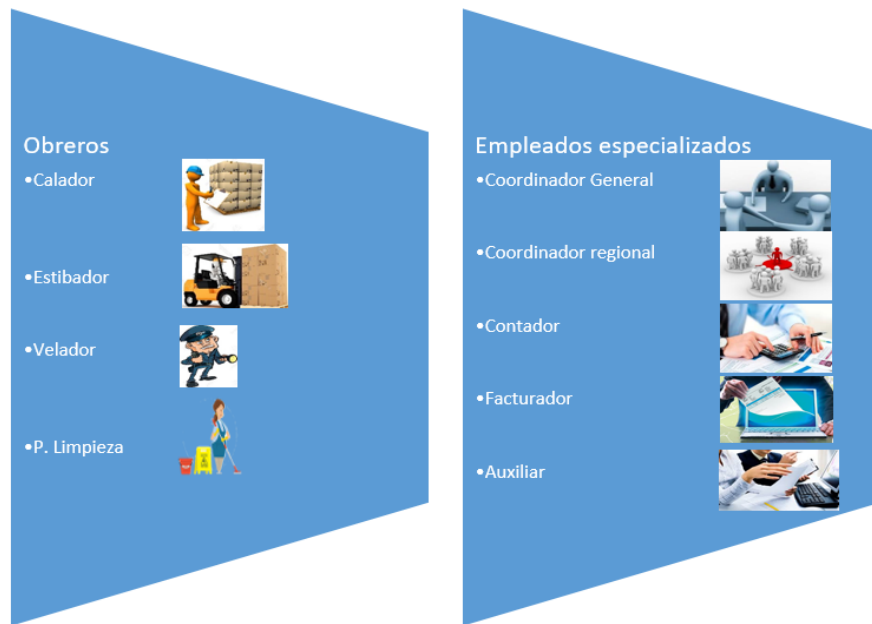 Obreros
•Calador
•Estibador
•Velador
•P. Limpieza
Empleados especializados
•Coordinador General
•Coordinador regional
•Contador
•Facturador
•Auxiliar